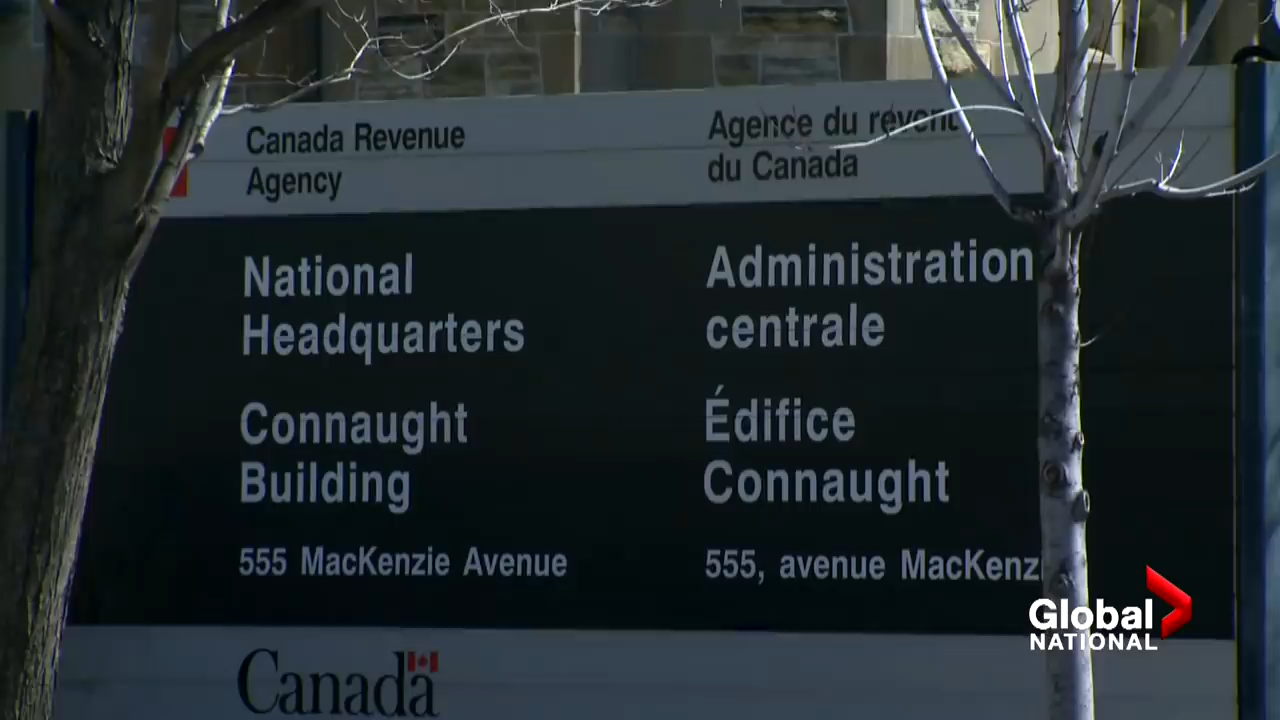 Canada Revenue
Agency
Agence du revenu
du Canada
National
Headquarters
Administration
centrale
Connaught
Building
Édifice
Connaught
555 MacKenzie Avenue
555, avenue MacKenzi
Canada
Global
NATIONAL